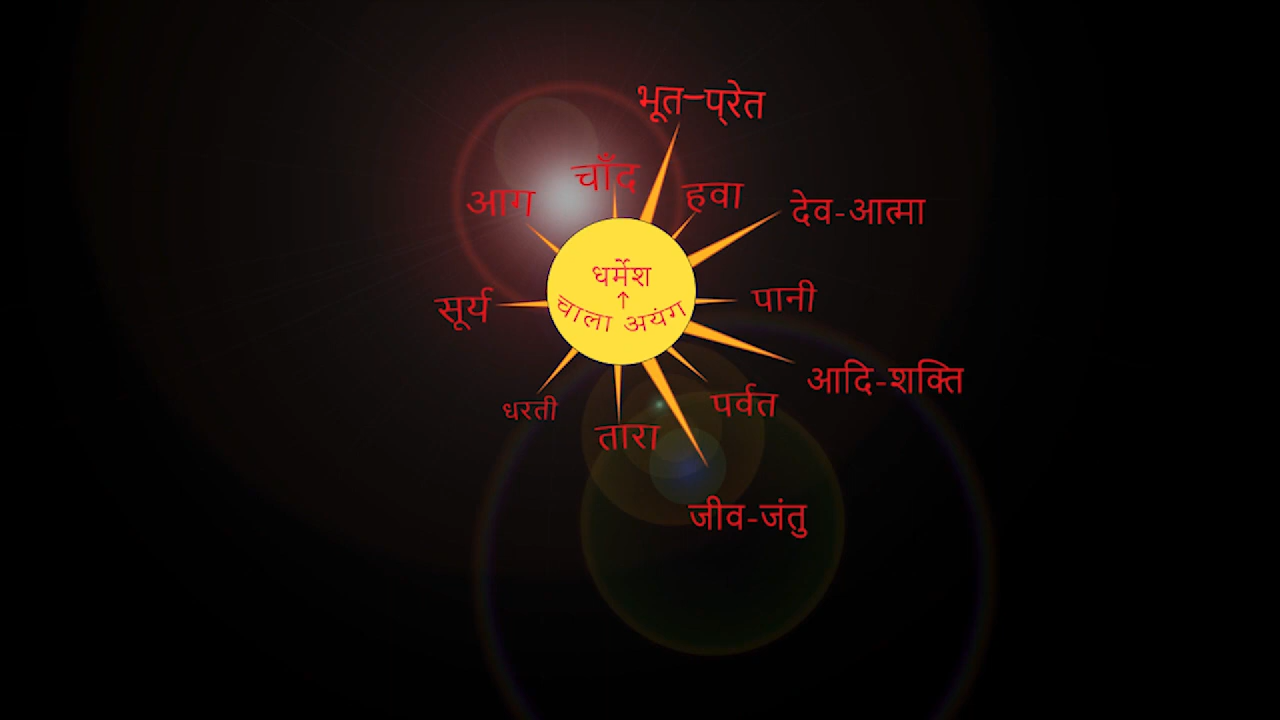 भूत-प्रेत
चाँद
हवा
आग
देव-आत्मा
धर्मेश
↑
चाला अयंग
सूर्य
पानी
आदि-शक्ति
पर्वत
धरती
तारा
जीव-जंतु